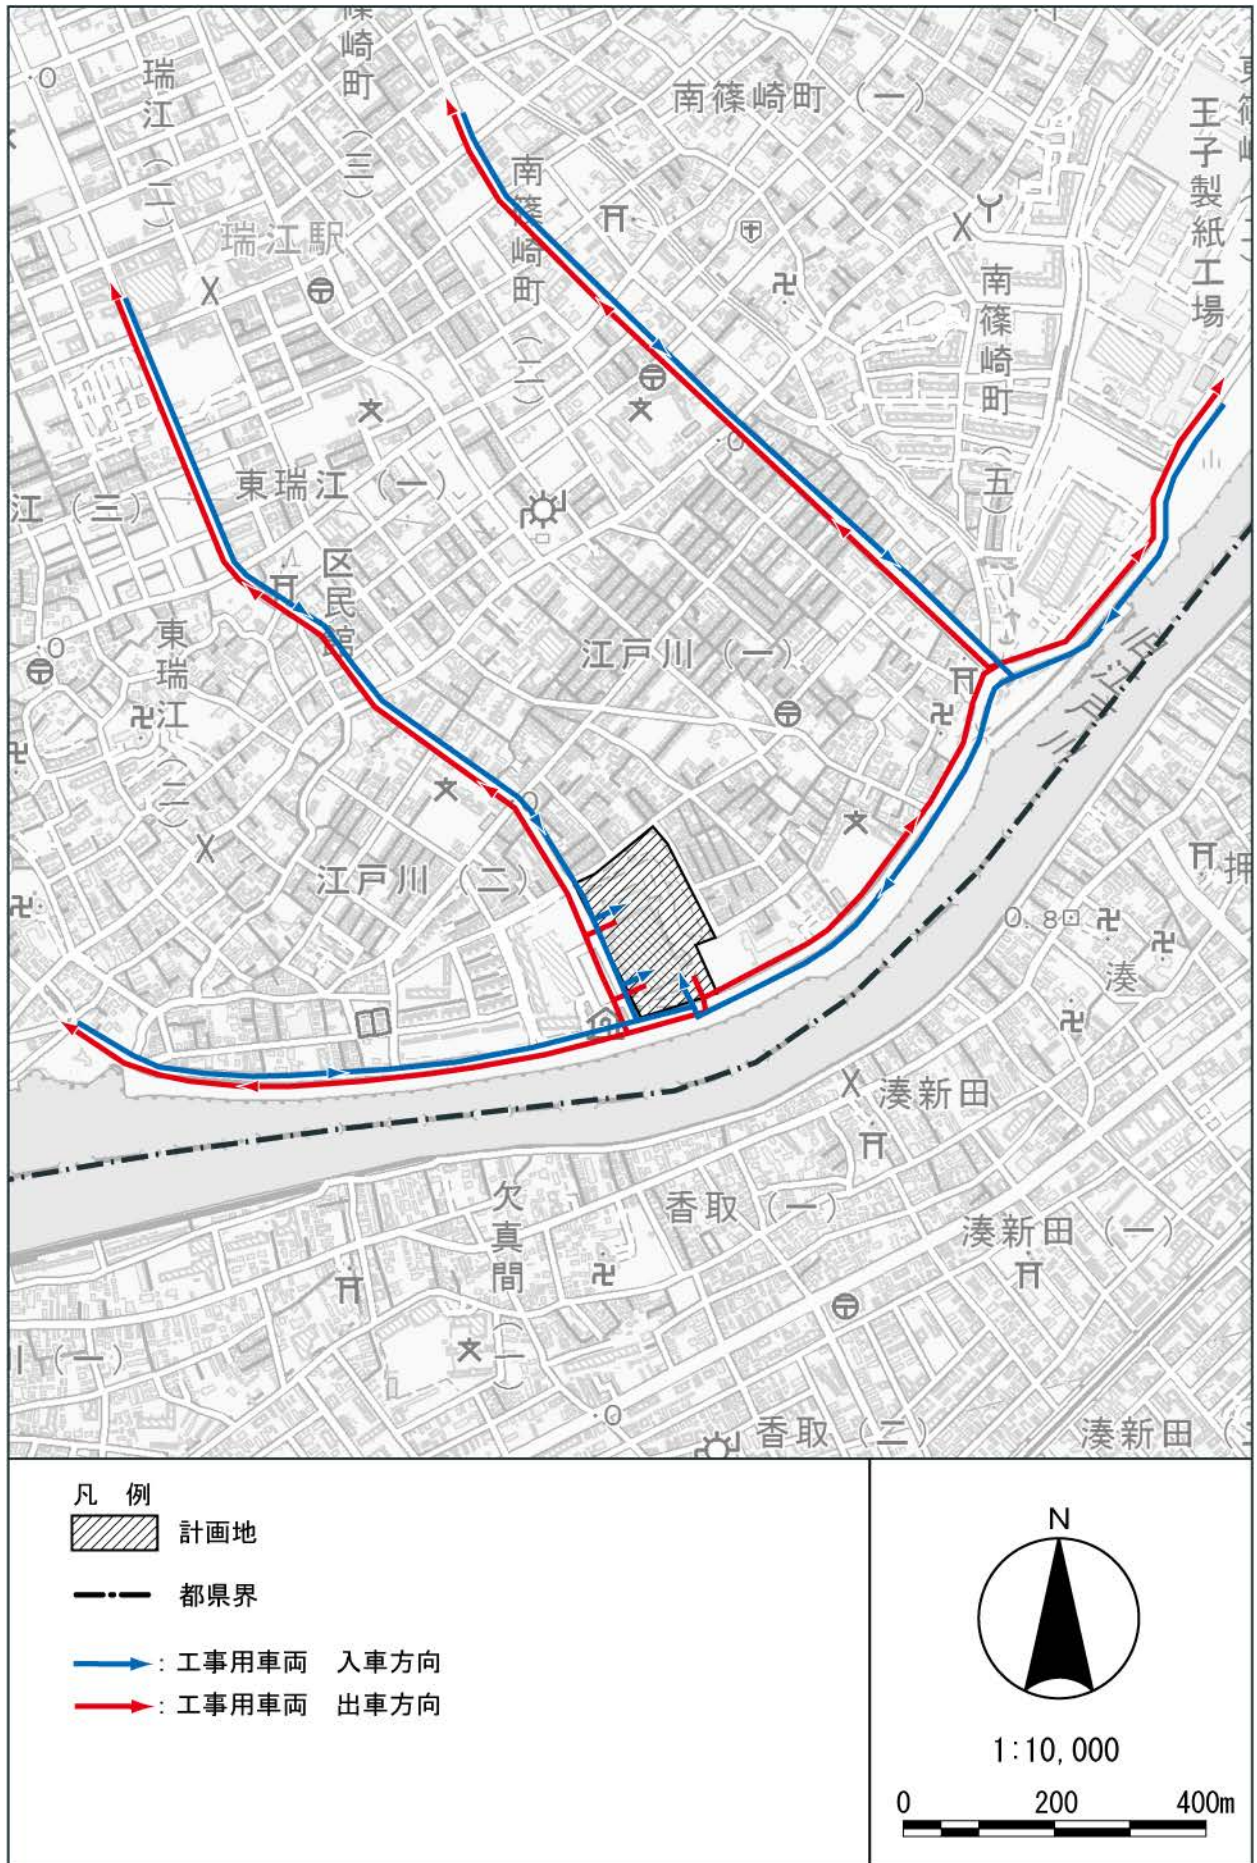 篠崎町（三）
瑞江（二）
南篠崎町（一）
王子製紙工場
南篠崎町（二）
瑞江駅
南篠崎町（五）
東瑞江（一）
江（三）
区民館
東瑞江（二）
江戸川（一）
旧江戸川
江戸川（二）
押
0.8
湊
湊新田
香取（一）
欠真間（一）
湊新田（一）
川（一）
香取（二）
湊新田（
凡　例
計画地
都県界
：工事用車両　入車方向
：工事用車両　出車方向
N
1:10,000
0 200 400m